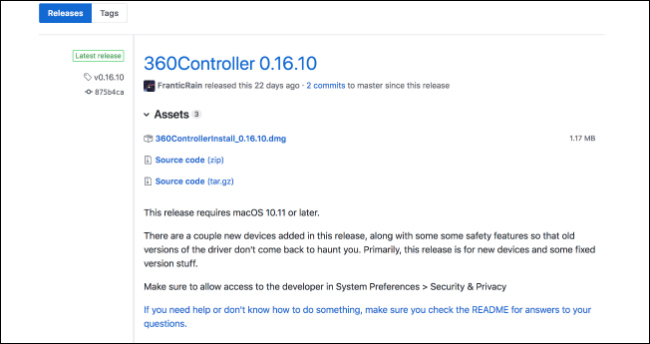 Releases Tags
Latest release
v0.16.10
875b4ca
360Controller 0.16.10
FranticRain released this 22 days ago · 2 commits to master since this release
Assets 3
360ControllerInstall_0.16.10.dmg 1.17 MB
Source code (zip)
Source code (tar.gz)
This release requires macOS 10.11 or later.
There are a couple new devices added in this release, along with some some safety features so that old
versions of the driver don't come back to haunt you. Primarily, this release is for new devices and some fixed
version stuff.
Make sure to allow access to the developer in System Preferences > Security & Privacy
If you need help or don't know how to do something, make sure you check the README for answers to your
questions.